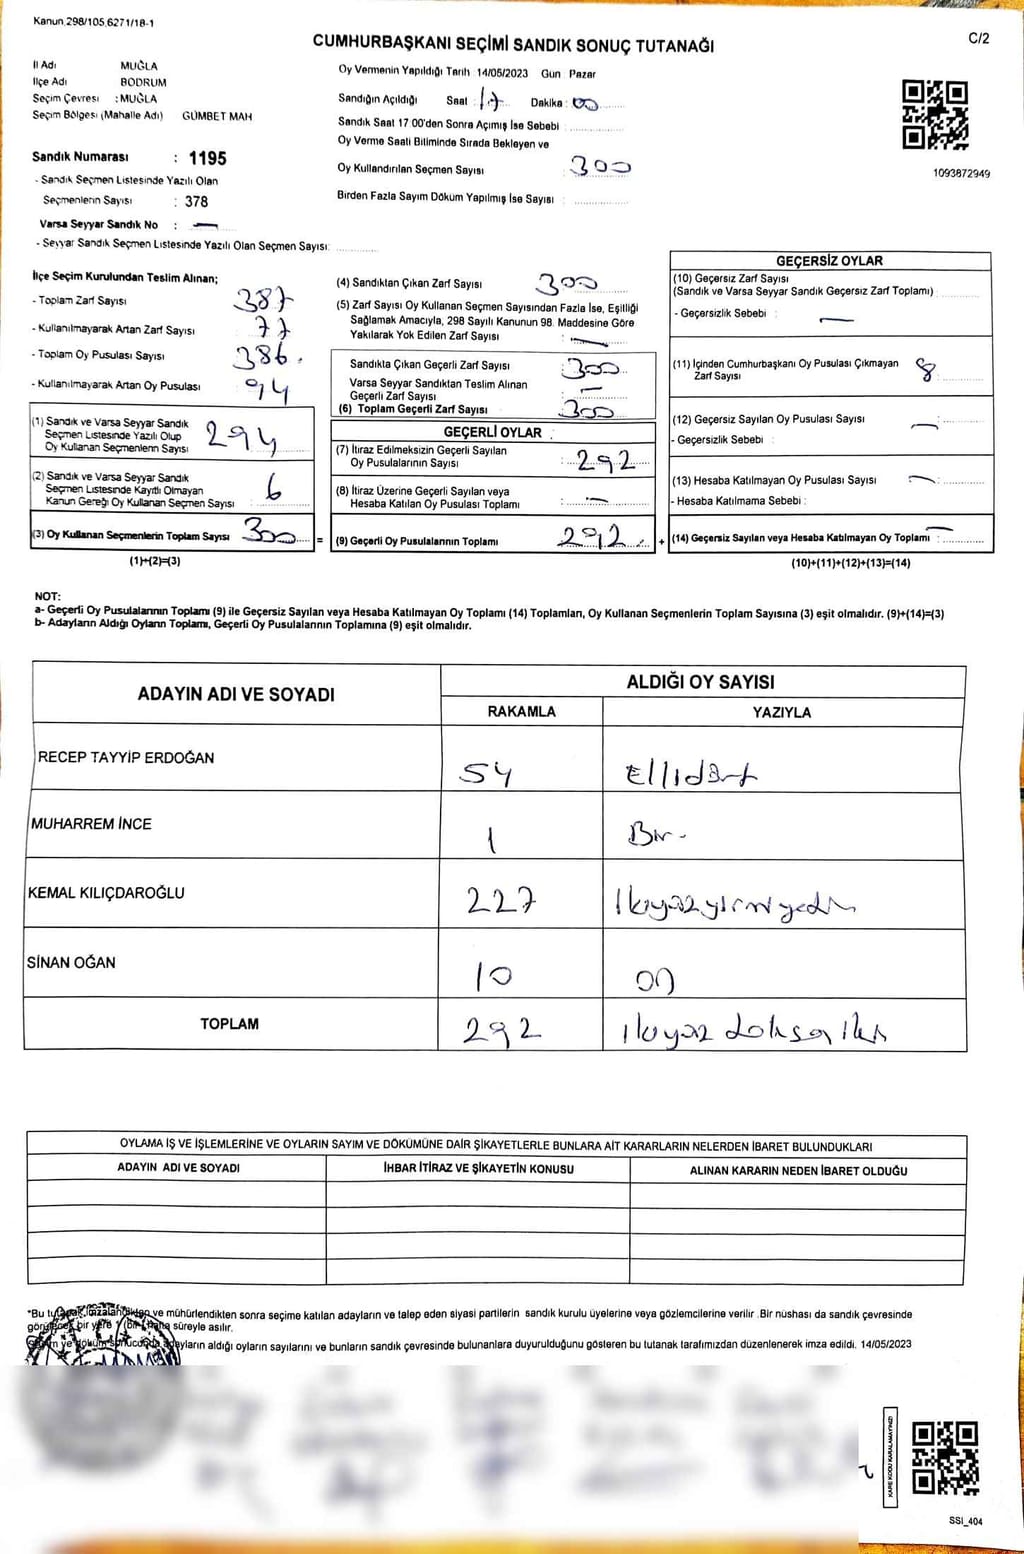 Kanun.298/105,6271/18-1
C/2
CUMHURBAŞKANI SEÇİMİ SANDIK SONUÇ TUTANAĞI
İl Adı MUĞLA
İlçe Adı BODRUM
Seçim Çevresi : MUĞLA
Seçim Bölgesi (Mahalle Adı) GÜMBET MAH
Sandık Numarası : 1195
- Sandık Seçmen Listesinde Yazılı Olan
Seçmenlerin Sayısı : 378
Varsa Seyyar Sandık No : —
- Seyyar Sandık Seçmen Listesinde Yazılı Olan Seçmen Sayısı:
Oy Vermenin Yapıldığı Tarih 14/05/2023 Gün Pazar
Sandığın Açıldığı Saat 17 Dakika : 00
Sandık Saat 17 00'den Sonra Açımış İse Sebebi :
Oy Verme Saati Bitiminde Sırada Bekleyen ve
Oy Kullandırılan Seçmen Sayısı : 300
Birden Fazla Sayım Döküm Yapılmış İse Sayısı :
1093872949
İlçe Seçim Kurulundan Teslim Alınan;
- Toplam Zarf Sayısı 387
- Kullanılmayarak Artan Zarf Sayısı 77
- Toplam Oy Pusulası Sayısı 386
- Kullanılmayarak Artan Oy Pusulası 94
(1) Sandık ve Varsa Seyyar Sandık
Seçmen Listesinde Yazılı Olup
Oy Kullanan Seçmenlerin Sayısı 294
(2) Sandık ve Varsa Seyyar Sandık
Seçmen Listesinde Kayıtlı Olmayan
Kanun Gereği Oy Kullanan Seçmen Sayısı 6
(3) Oy Kullanan Seçmenlerin Toplam Sayısı 300 =
(1)+(2)=(3)
(4) Sandıktan Çıkan Zarf Sayısı 300
(5) Zarf Sayısı Oy Kullanan Seçmen Sayısından Fazla İse, Eşitliği
Sağlamak Amacıyla, 298 Sayılı Kanunun 98. Maddesine Göre
Yakılarak Yok Edilen Zarf Sayısı : —
Sandıkta Çıkan Geçerli Zarf Sayısı : 300
Varsa Seyyar Sandıktan Teslim Alınan
Geçerli Zarf Sayısı : —
(6) Toplam Geçerli Zarf Sayısı : 300
GEÇERLİ OYLAR
(7) İtiraz Edilmeksizin Geçerli Sayılan
Oy Pusulalarının Sayısı : 292
(8) İtiraz Üzerine Geçerli Sayılan veya
Hesaba Katılan Oy Pusulası Toplamı : —
(9) Geçerli Oy Pusulalarının Toplamı 292 +
GEÇERSİZ OYLAR
(10) Geçersiz Zarf Sayısı
(Sandık ve Varsa Seyyar Sandık Geçersiz Zarf Toplamı)
- Geçersizlik Sebebi : —
(11) İçinden Cumhurbaşkanı Oy Pusulası Çıkmayan
Zarf Sayısı : 8
(12) Geçersiz Sayılan Oy Pusulası Sayısı : —
- Geçersizlik Sebebi :
(13) Hesaba Katılmayan Oy Pusulası Sayısı : —
- Hesaba Katılmama Sebebi :
(14) Geçersiz Sayılan veya Hesaba Katılmayan Oy Toplamı : —
(10)+(11)+(12)+(13)=(14)
NOT:
a- Geçerli Oy Pusulalarının Toplamı (9) ile Geçersiz Sayılan veya Hesaba Katılmayan Oy Toplamı (14) Toplamları, Oy Kullanan Seçmenlerin Toplam Sayısına (3) eşit olmalıdır. (9)+(14)=(3)
b- Adayların Aldığı Oyların Toplamı, Geçerli Oy Pusulalarının Toplamına (9) eşit olmalıdır.
ADAYIN ADI VE SOYADI
ALDIĞI OY SAYISI
RAKAMLA YAZIYLA
RECEP TAYYİP ERDOĞAN 54 Ellidört
MUHARREM İNCE 1 Bir-
KEMAL KILIÇDAROĞLU 227 İkiyüzyirmiyedi
SİNAN OĞAN 10 on
TOPLAM 292 ikiyüz doksan iki
OYLAMA İŞ VE İŞLEMLERİNE VE OYLARIN SAYIM VE DÖKÜMÜNE DAİR ŞİKAYETLERLE BUNLARA AİT KARARLARIN NELERDEN İBARET BULUNDUKLARI
ADAYIN ADI VE SOYADI İHBAR İTİRAZ VE ŞİKAYETİN KONUSU ALINAN KARARIN NEDEN İBARET OLDUĞU
*Bu tutanak imzalandıktan ve mühürlendikten sonra seçime katılan adayların ve talep eden siyasi partilerin sandık kurulu üyelerine veya gözlemcilerine verilir. Bir nüshası da sandık çevresinde
görülecek bir yere 1 (bir) hafta süreyle asılır.
Sayım ve döküm sonucunda adayların aldığı oyların sayılarını ve bunların sandık çevresinde bulunanlara duyurulduğunu gösteren bu tutanak tarafımızdan düzenlenerek imza edildi. 14/05/2023
KARE KODU KARALAMAYINIZ!
SSİ_404